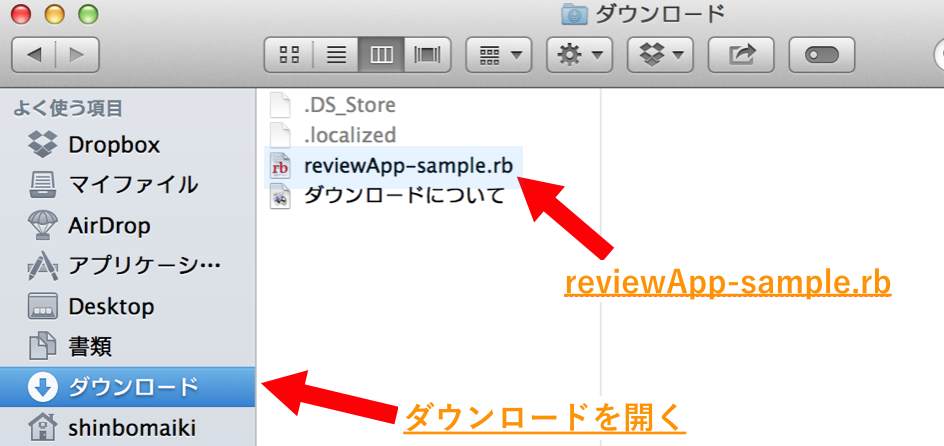 ダウンロード
よく使う項目
Dropbox
マイファイル
AirDrop
アプリケーシ…
Desktop
書類
ダウンロード
shinbomaiki
.DS_Store
.localized
rb reviewApp-sample.rb
ダウンロードについて
reviewApp-sample.rb
ダウンロードを開く